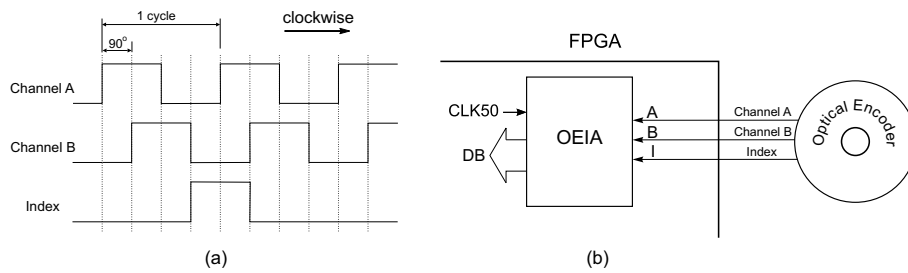 1 cycle
clockwise
90°
Channel A
Channel B
Index
(a)
FPGA
CLK50
DB
OEIA
A
B
I
Channel A
Channel B
Index
Optical Encoder
(b)